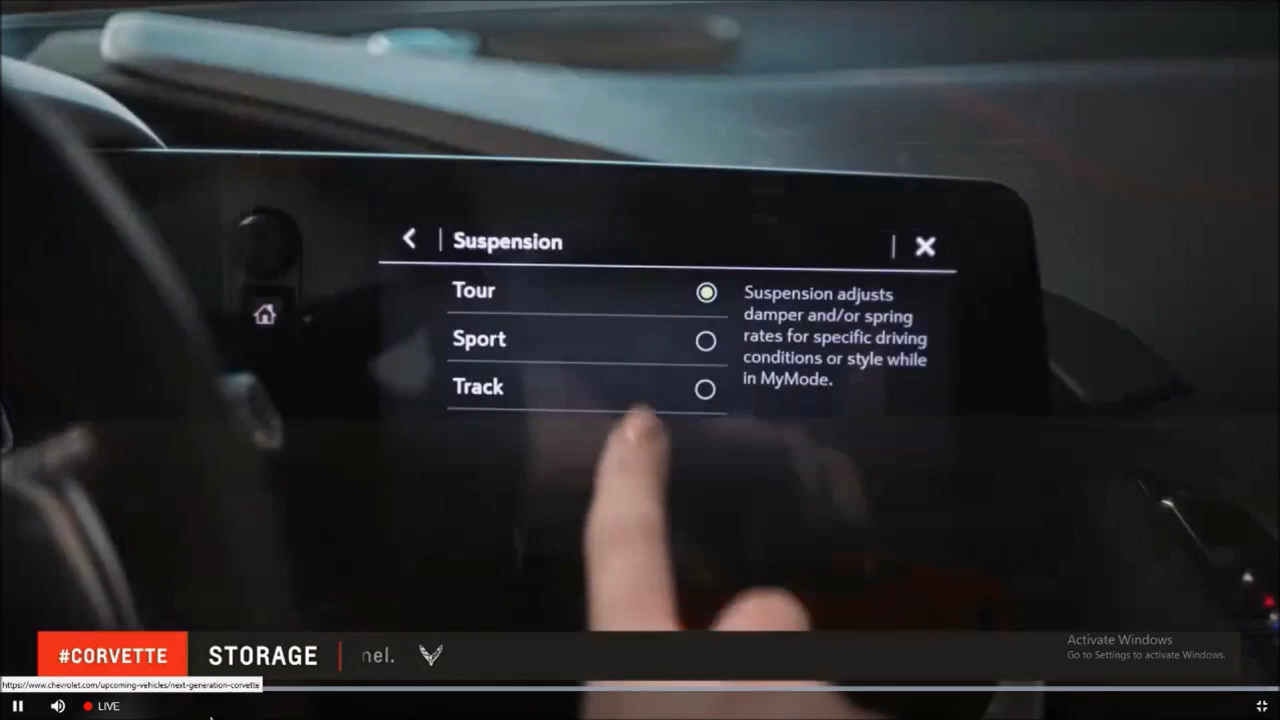 Suspension
Tour
Sport
Track
Suspension adjusts
damper and/or spring
rates for specific driving
conditions or style while
in MyMode.
#CORVETTE
STORAGE
nel.
Activate Windows
Go to Settings to activate Windows.
https://www.chevrolet.com/upcoming-vehicles/next-generation-corvette
LIVE